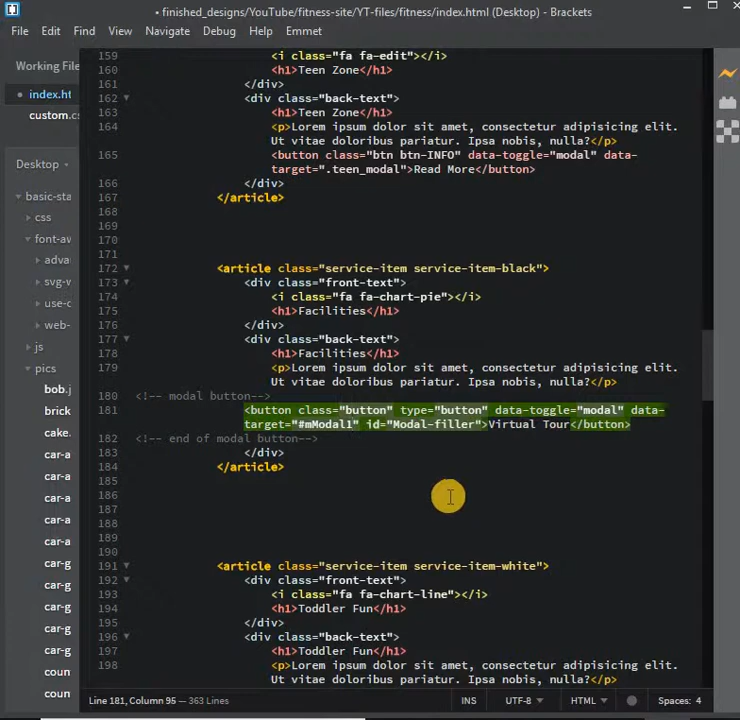 • finished_designs/YouTube/fitness-site/YT-files/fitness/index.html (Desktop) - Brackets
File Edit Find View Navigate Debug Help Emmet
Working File
• index.ht
custom.cs
Desktop
basic-sta
css
font-aw
adva
svg-w
use-c
web-
js
pics
bob.j
brick
cake.
car-a
car-a
car-a
car-a
car-g
car-g
car-g
car-g
car-g
coun
coun
159 <i class="fa fa-edit"></i>
160 <h1>Teen Zone</h1>
161 </div>
162 <div class="back-text">
163 <h1>Teen Zone</h1>
164 <p>Lorem ipsum dolor sit amet, consectetur adipisicing elit.
Ut vitae doloribus pariatur. Ipsa nobis, nulla?</p>
165 <button class="btn btn-INFO" data-toggle="modal" data-
target=".teen_modal">Read More</button>
166 </div>
167 </article>
168
169
170
171
172 <article class="service-item service-item-black">
173 <div class="front-text">
174 <i class="fa fa-chart-pie"></i>
175 <h1>Facilities</h1>
176 </div>
177 <div class="back-text">
178 <h1>Facilities</h1>
179 <p>Lorem ipsum dolor sit amet, consectetur adipisicing elit.
Ut vitae doloribus pariatur. Ipsa nobis, nulla?</p>
180 <!-- modal button-->
181 <button class="button" type="button" data-toggle="modal" data-
target="#mModal1" id="Modal-filler">Virtual Tour</button>
182 <!-- end of modal button-->
183 </div>
184 </article>
185
186
187
188
189
190
191 <article class="service-item service-item-white">
192 <div class="front-text">
193 <i class="fa fa-chart-line"></i>
194 <h1>Toddler Fun</h1>
195 </div>
196 <div class="back-text">
197 <h1>Toddler Fun</h1>
198 <p>Lorem ipsum dolor sit amet, consectetur adipisicing elit.
Ut vitae doloribus pariatur. Ipsa nobis, nulla?</p>
Line 181, Column 95 — 363 Lines INS UTF-8 HTML Spaces: 4